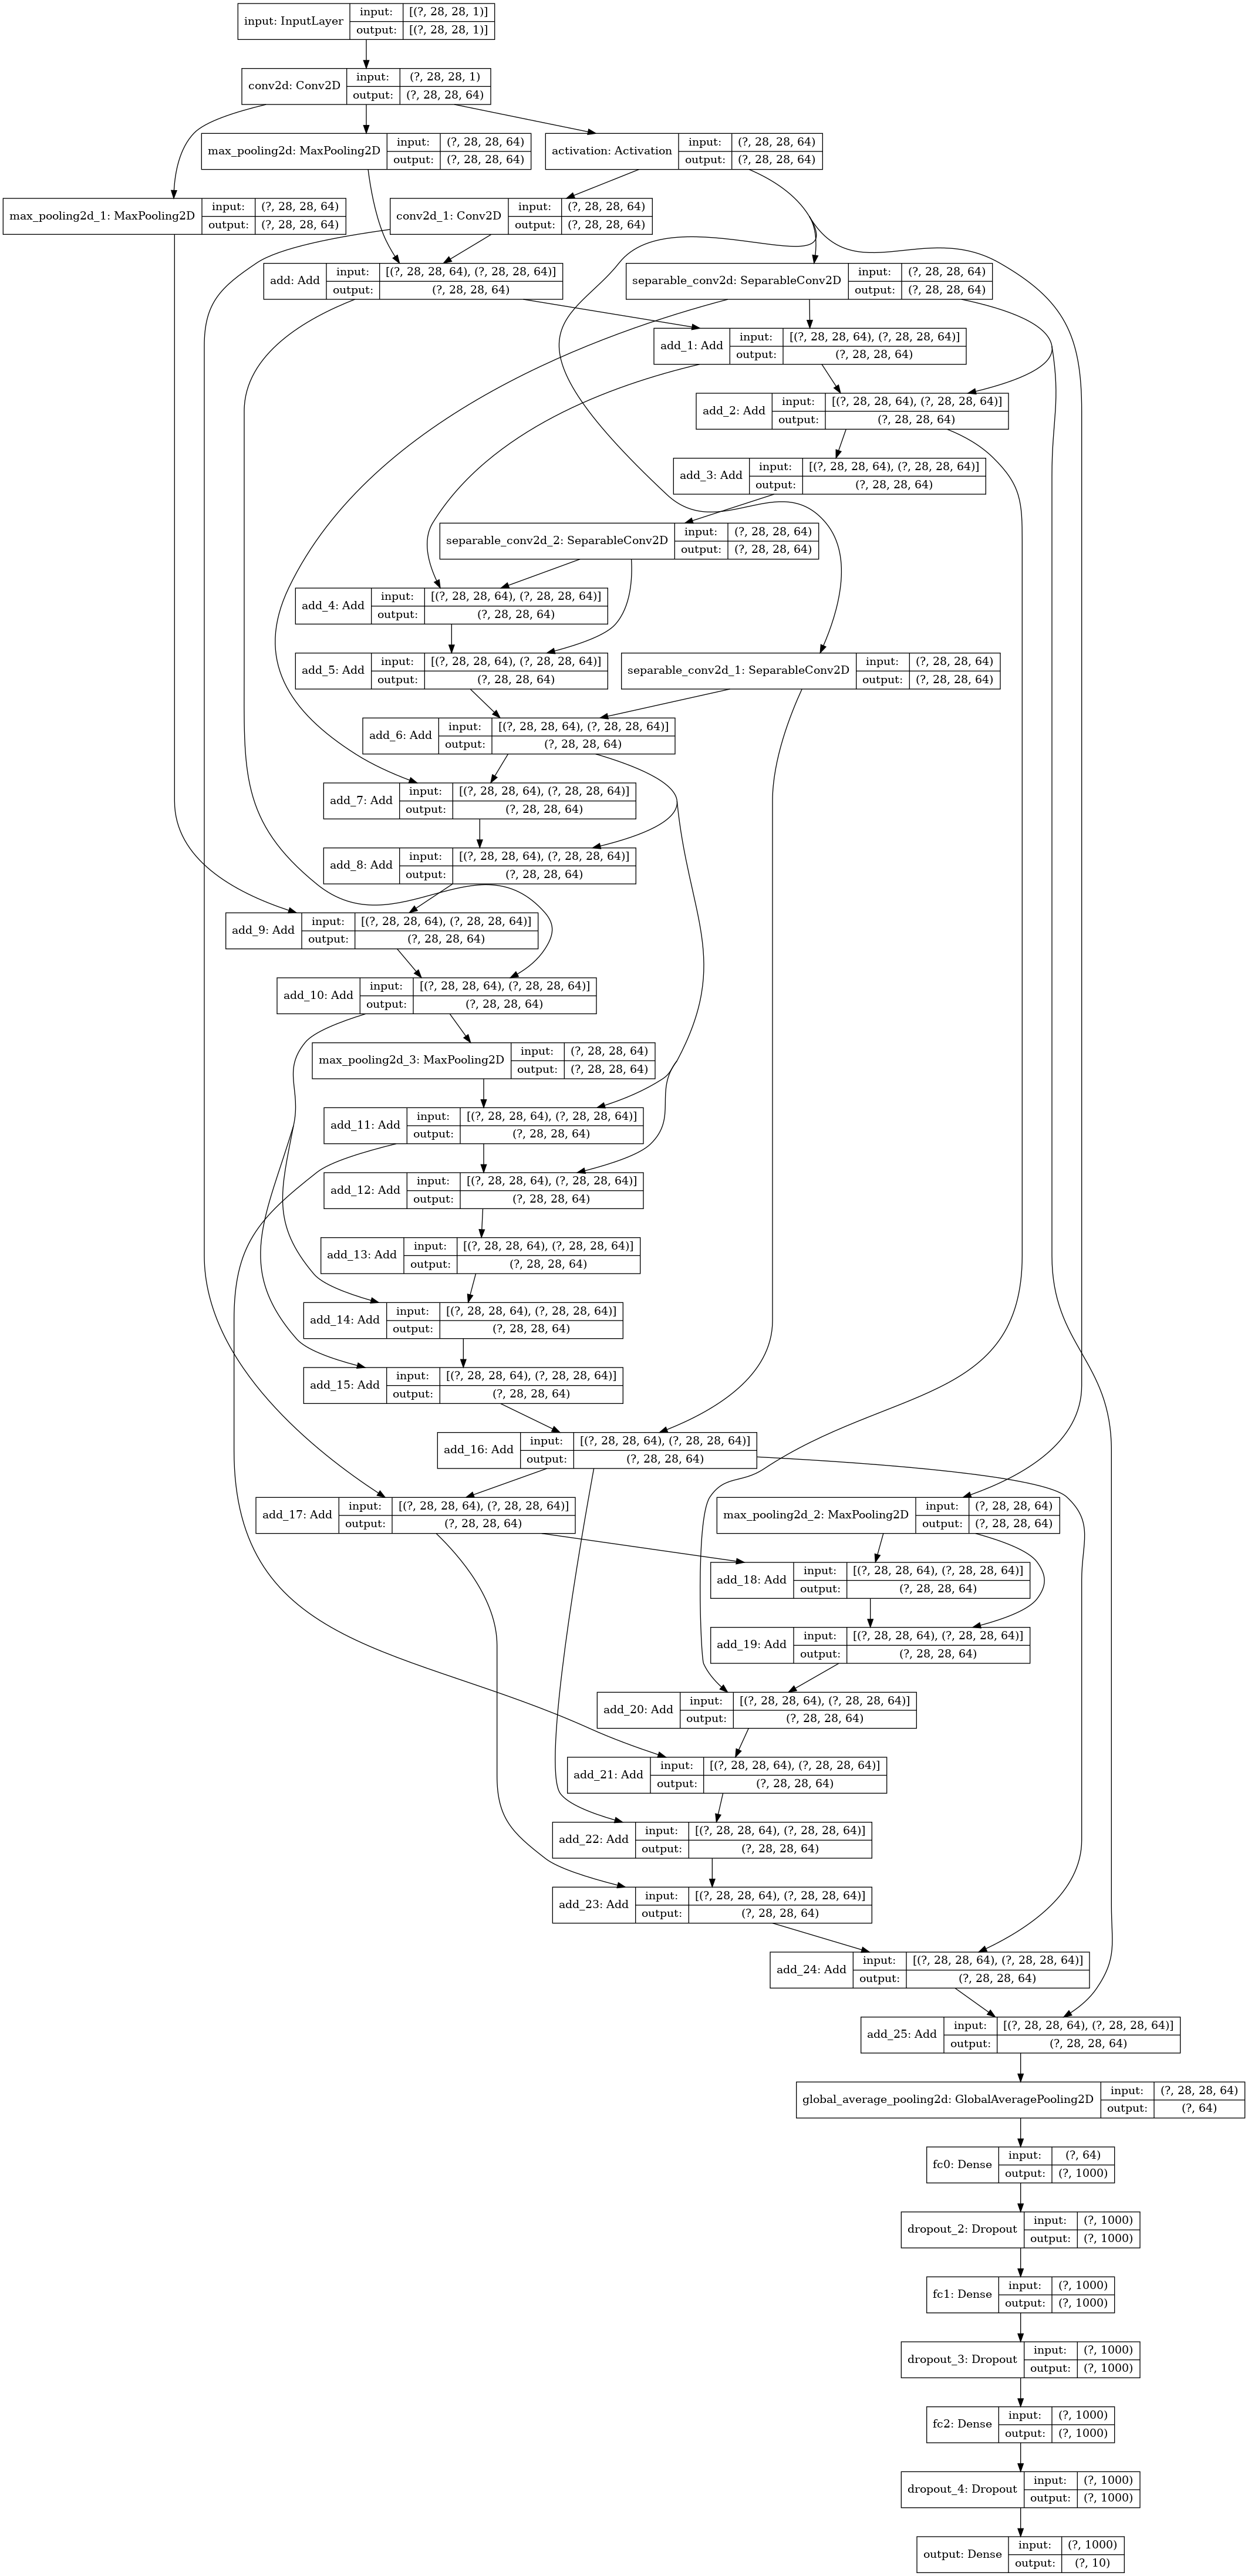 input: InputLayer
input: [(?, 28, 28, 1)]
output: [(?, 28, 28, 1)]
conv2d: Conv2D
input: (?, 28, 28, 1)
output: (?, 28, 28, 64)
max_pooling2d: MaxPooling2D
input: (?, 28, 28, 64)
output: (?, 28, 28, 64)
activation: Activation
input: (?, 28, 28, 64)
output: (?, 28, 28, 64)
max_pooling2d_1: MaxPooling2D
input: (?, 28, 28, 64)
output: (?, 28, 28, 64)
conv2d_1: Conv2D
input: (?, 28, 28, 64)
output: (?, 28, 28, 64)
add: Add
input: [(?, 28, 28, 64), (?, 28, 28, 64)]
output: (?, 28, 28, 64)
separable_conv2d: SeparableConv2D
input: (?, 28, 28, 64)
output: (?, 28, 28, 64)
add_1: Add
input: [(?, 28, 28, 64), (?, 28, 28, 64)]
output: (?, 28, 28, 64)
add_2: Add
input: [(?, 28, 28, 64), (?, 28, 28, 64)]
output: (?, 28, 28, 64)
add_3: Add
input: [(?, 28, 28, 64), (?, 28, 28, 64)]
output: (?, 28, 28, 64)
separable_conv2d_2: SeparableConv2D
input: (?, 28, 28, 64)
output: (?, 28, 28, 64)
add_4: Add
input: [(?, 28, 28, 64), (?, 28, 28, 64)]
output: (?, 28, 28, 64)
add_5: Add
input: [(?, 28, 28, 64), (?, 28, 28, 64)]
output: (?, 28, 28, 64)
separable_conv2d_1: SeparableConv2D
input: (?, 28, 28, 64)
output: (?, 28, 28, 64)
add_6: Add
input: [(?, 28, 28, 64), (?, 28, 28, 64)]
output: (?, 28, 28, 64)
add_7: Add
input: [(?, 28, 28, 64), (?, 28, 28, 64)]
output: (?, 28, 28, 64)
add_8: Add
input: [(?, 28, 28, 64), (?, 28, 28, 64)]
output: (?, 28, 28, 64)
add_9: Add
input: [(?, 28, 28, 64), (?, 28, 28, 64)]
output: (?, 28, 28, 64)
add_10: Add
input: [(?, 28, 28, 64), (?, 28, 28, 64)]
output: (?, 28, 28, 64)
max_pooling2d_3: MaxPooling2D
input: (?, 28, 28, 64)
output: (?, 28, 28, 64)
add_11: Add
input: [(?, 28, 28, 64), (?, 28, 28, 64)]
output: (?, 28, 28, 64)
add_12: Add
input: [(?, 28, 28, 64), (?, 28, 28, 64)]
output: (?, 28, 28, 64)
add_13: Add
input: [(?, 28, 28, 64), (?, 28, 28, 64)]
output: (?, 28, 28, 64)
add_14: Add
input: [(?, 28, 28, 64), (?, 28, 28, 64)]
output: (?, 28, 28, 64)
add_15: Add
input: [(?, 28, 28, 64), (?, 28, 28, 64)]
output: (?, 28, 28, 64)
add_16: Add
input: [(?, 28, 28, 64), (?, 28, 28, 64)]
output: (?, 28, 28, 64)
add_17: Add
input: [(?, 28, 28, 64), (?, 28, 28, 64)]
output: (?, 28, 28, 64)
max_pooling2d_2: MaxPooling2D
input: (?, 28, 28, 64)
output: (?, 28, 28, 64)
add_18: Add
input: [(?, 28, 28, 64), (?, 28, 28, 64)]
output: (?, 28, 28, 64)
add_19: Add
input: [(?, 28, 28, 64), (?, 28, 28, 64)]
output: (?, 28, 28, 64)
add_20: Add
input: [(?, 28, 28, 64), (?, 28, 28, 64)]
output: (?, 28, 28, 64)
add_21: Add
input: [(?, 28, 28, 64), (?, 28, 28, 64)]
output: (?, 28, 28, 64)
add_22: Add
input: [(?, 28, 28, 64), (?, 28, 28, 64)]
output: (?, 28, 28, 64)
add_23: Add
input: [(?, 28, 28, 64), (?, 28, 28, 64)]
output: (?, 28, 28, 64)
add_24: Add
input: [(?, 28, 28, 64), (?, 28, 28, 64)]
output: (?, 28, 28, 64)
add_25: Add
input: [(?, 28, 28, 64), (?, 28, 28, 64)]
output: (?, 28, 28, 64)
global_average_pooling2d: GlobalAveragePooling2D
input: (?, 28, 28, 64)
output: (?, 64)
fc0: Dense
input: (?, 64)
output: (?, 1000)
dropout_2: Dropout
input: (?, 1000)
output: (?, 1000)
fc1: Dense
input: (?, 1000)
output: (?, 1000)
dropout_3: Dropout
input: (?, 1000)
output: (?, 1000)
fc2: Dense
input: (?, 1000)
output: (?, 1000)
dropout_4: Dropout
input: (?, 1000)
output: (?, 1000)
output: Dense
input: (?, 1000)
output: (?, 10)